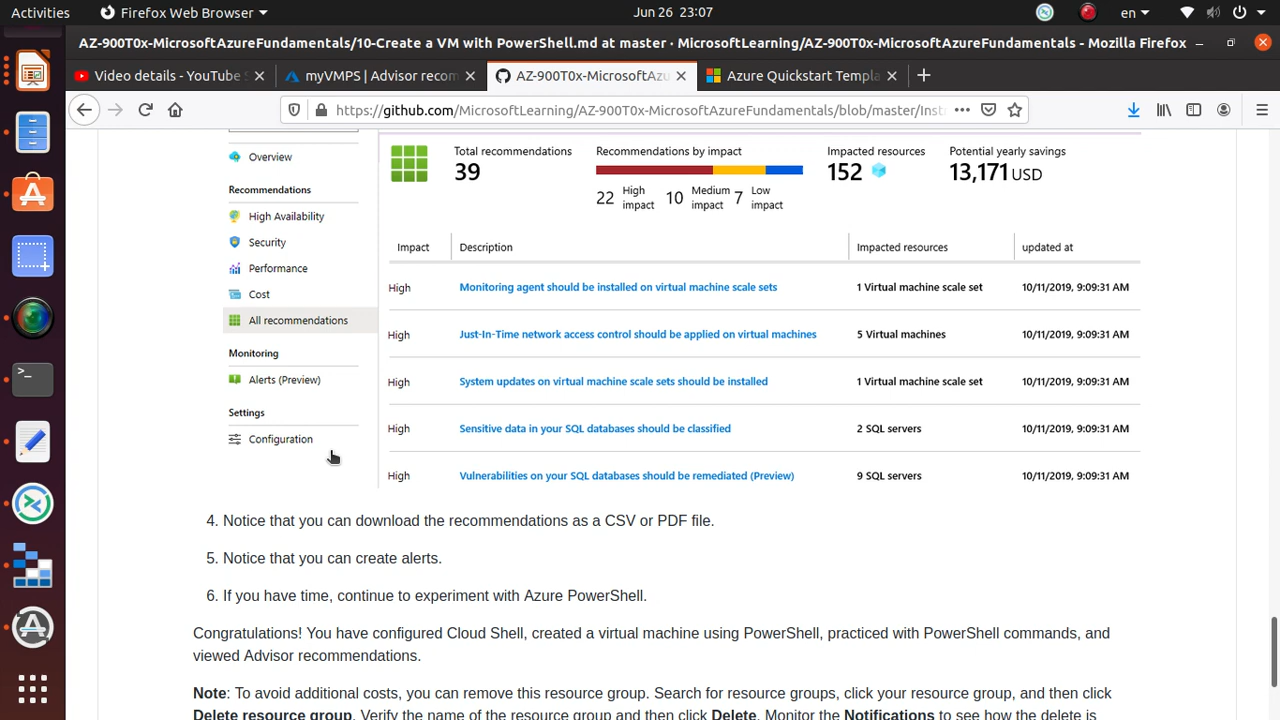 Activities Firefox Web Browser Jun 26 23:07 en
AZ-900T0x-MicrosoftAzureFundamentals/10-Create a VM with PowerShell.md at master · MicrosoftLearning/AZ-900T0x-MicrosoftAzureFundamentals - Mozilla Firefox
Video details - YouTube S myVMPS | Advisor recom AZ-900T0x-MicrosoftAzu Azure Quickstart Templa
https://github.com/MicrosoftLearning/AZ-900T0x-MicrosoftAzureFundamentals/blob/master/Inst
Overview
Recommendations
High Availability
Security
Performance
Cost
All recommendations
Monitoring
Alerts (Preview)
Settings
Configuration
Total recommendations Recommendations by impact Impacted resources Potential yearly savings
39 152 13,171 USD
22 High impact 10 Medium impact 7 Low impact
Impact Description Impacted resources updated at
High Monitoring agent should be installed on virtual machine scale sets 1 Virtual machine scale set 10/11/2019, 9:09:31 AM
High Just-In-Time network access control should be applied on virtual machines 5 Virtual machines 10/11/2019, 9:09:31 AM
High System updates on virtual machine scale sets should be installed 1 Virtual machine scale set 10/11/2019, 9:09:31 AM
High Sensitive data in your SQL databases should be classified 2 SQL servers 10/11/2019, 9:09:31 AM
High Vulnerabilities on your SQL databases should be remediated (Preview) 9 SQL servers 10/11/2019, 9:09:31 AM
4. Notice that you can download the recommendations as a CSV or PDF file.
5. Notice that you can create alerts.
6. If you have time, continue to experiment with Azure PowerShell.
Congratulations! You have configured Cloud Shell, created a virtual machine using PowerShell, practiced with PowerShell commands, and
viewed Advisor recommendations.
Note: To avoid additional costs, you can remove this resource group. Search for resource groups, click your resource group, and then click
Delete resource group. Verify the name of the resource group and then click Delete. Monitor the Notifications to see how the delete is